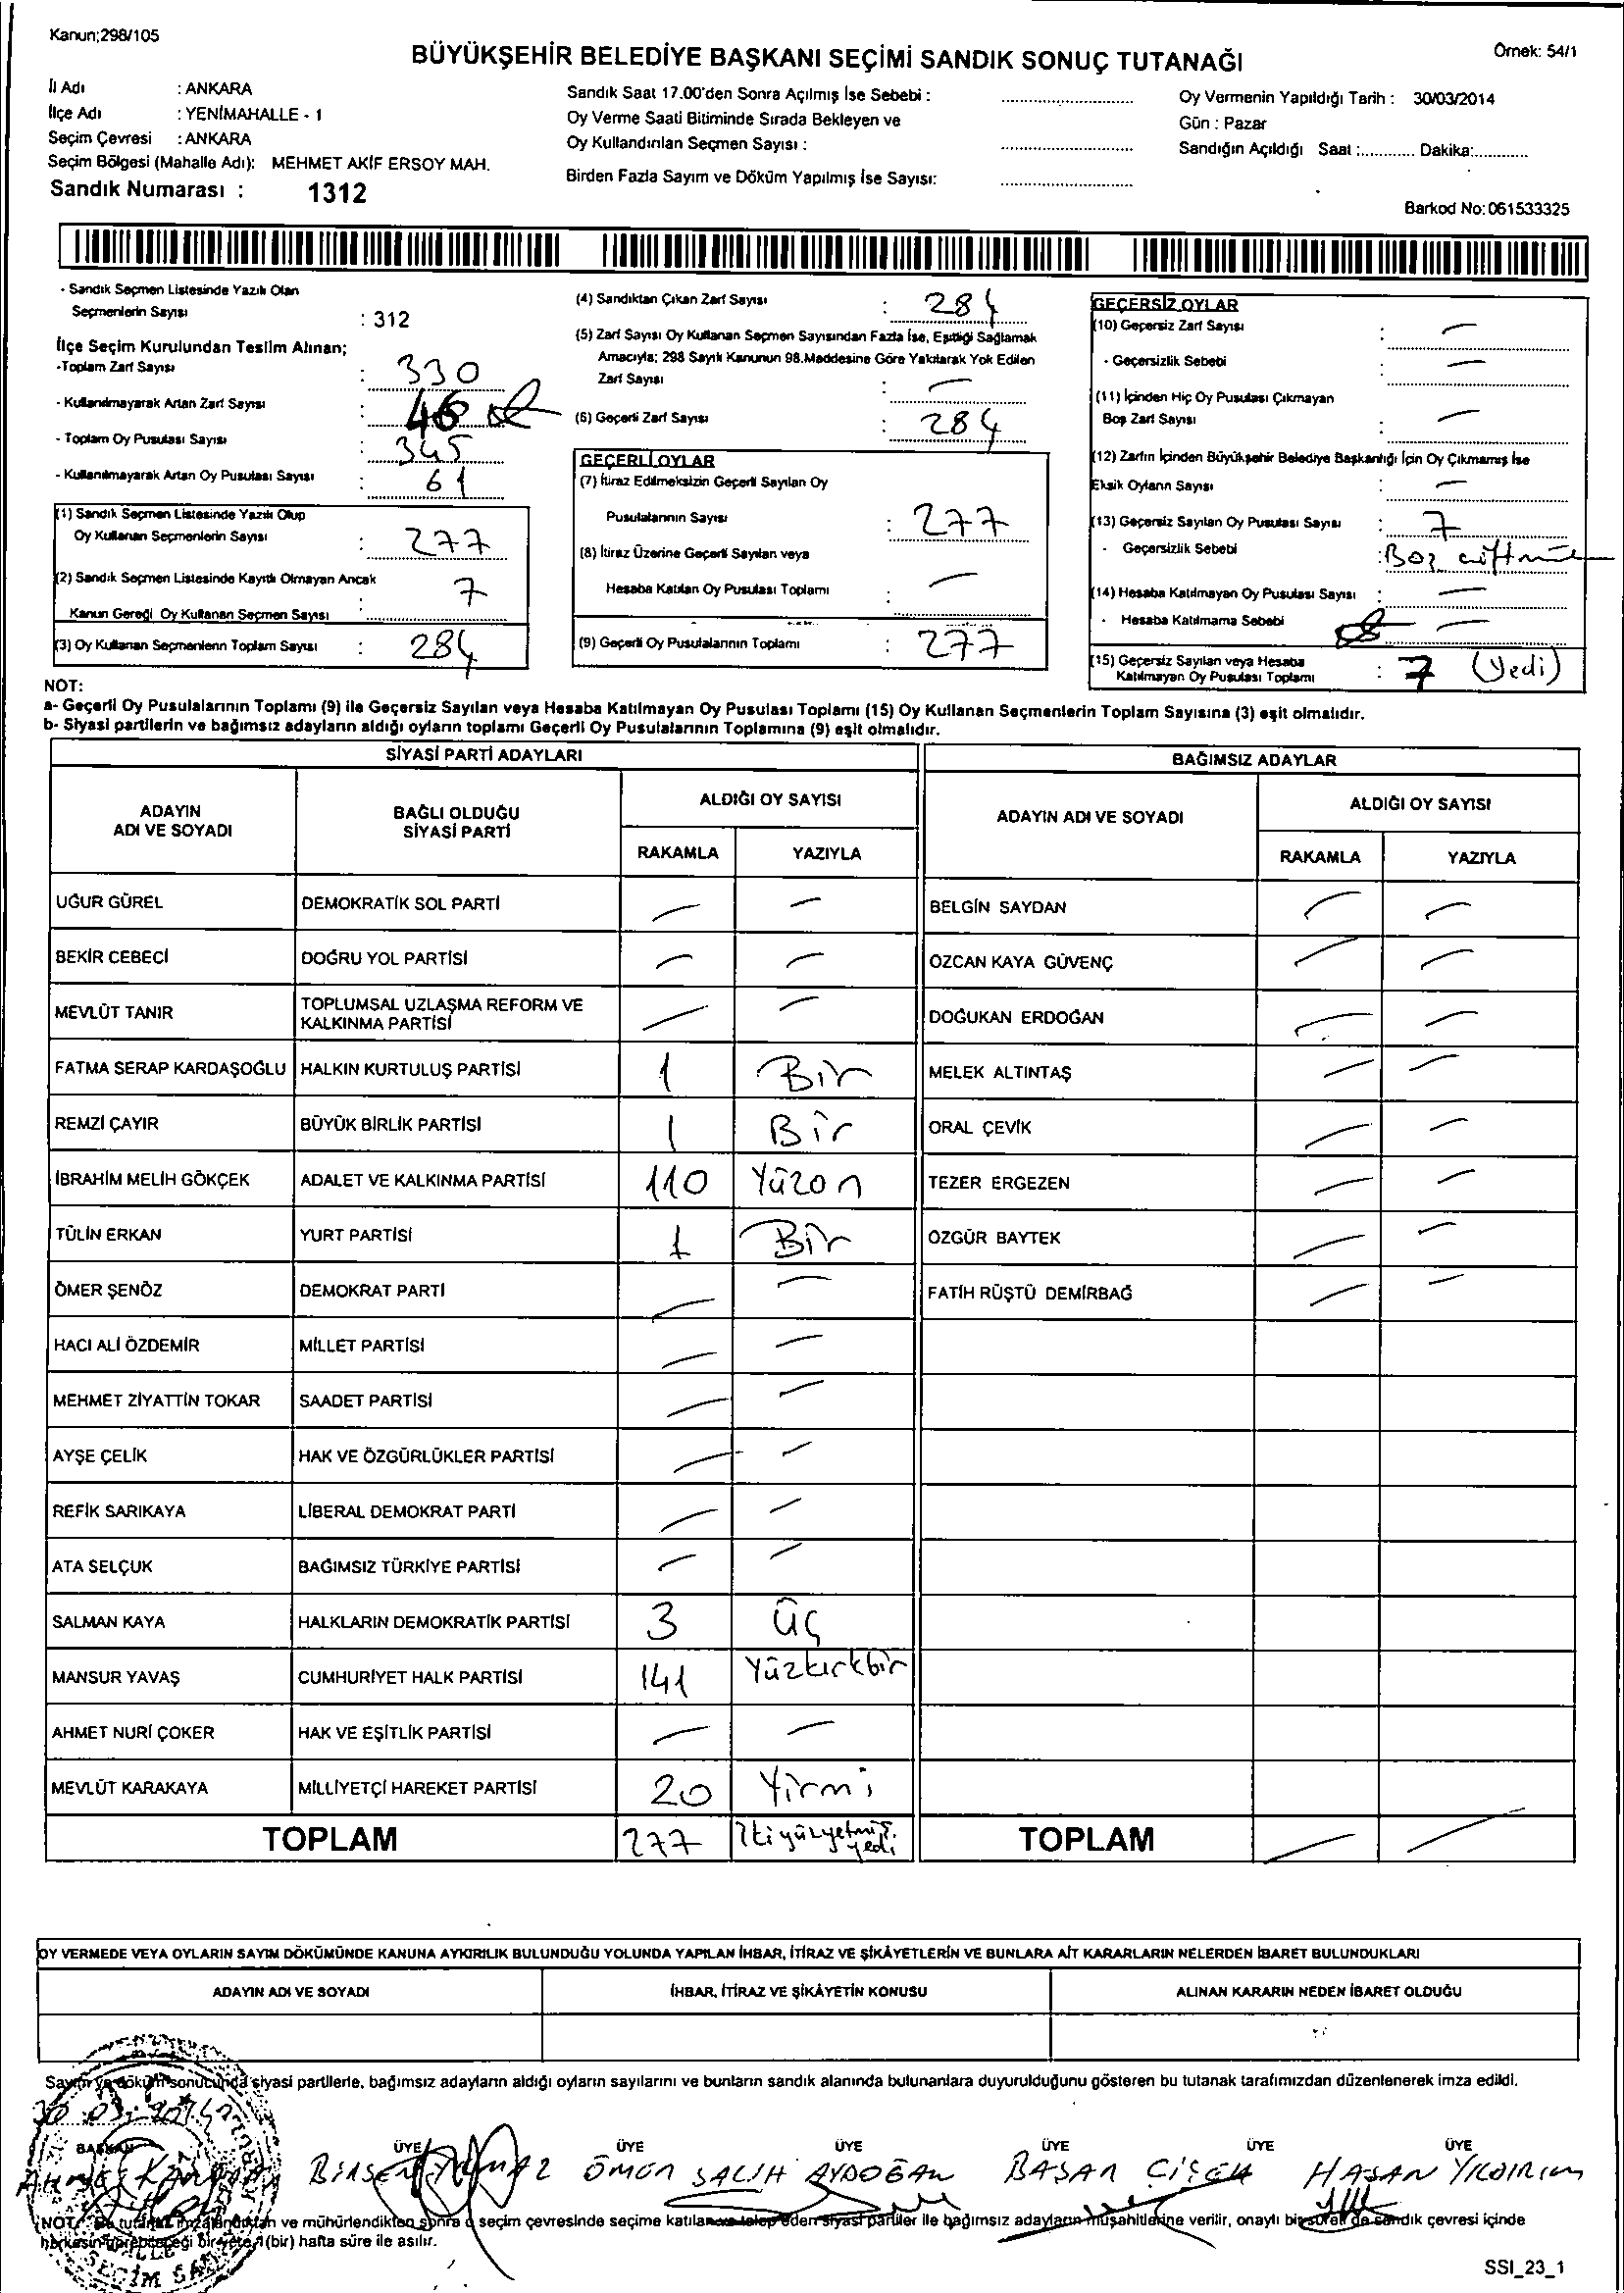 Kanun;298/105
BÜYÜKŞEHİR BELEDİYE BAŞKANI SEÇİMİ SANDIK SONUÇ TUTANAĞI
Örnek: 54/1
İl Adı : ANKARA
İlçe Adı : YENİMAHALLE - 1
Seçim Çevresi : ANKARA
Seçim Bölgesi (Mahalle Adı): MEHMET AKİF ERSOY MAH.
Sandık Numarası : 1312
Sandık Saat 17.00'den Sonra Açılmış İse Sebebi :
Oy Verme Saati Bitiminde Sırada Bekleyen ve
Oy Kullandırılan Seçmen Sayısı :
Birden Fazla Sayım ve Döküm Yapılmış İse Sayısı:
Oy Vermenin Yapıldığı Tarih : 30/03/2014
Gün : Pazar
Sandığın Açıldığı Saat :............ Dakika:............
Barkod No:061533325
- Sandık Seçmen Listesinde Yazılı Olan
Seçmenlerin Sayısı : 312
İlçe Seçim Kurulundan Teslim Alınan;
-Toplam Zarf Sayısı : 330
- Kullanılmayarak Artan Zarf Sayısı : 46
- Toplam Oy Pusulası Sayısı : 345
- Kullanılmayarak Artan Oy Pusulası Sayısı : 61
(1) Sandık Seçmen Listesinde Yazılı Olup
Oy Kullanan Seçmenlerin Sayısı : 277
(2) Sandık Seçmen Listesinde Kayıtlı Olmayan Ancak
Kanun Gereği Oy Kullanan Seçmen Sayısı : 7
(3) Oy Kullanan Seçmenlerin Toplam Sayısı : 284
(4) Sandıktan Çıkan Zarf Sayısı : 284
(5) Zarf Sayısı Oy Kullanan Seçmen Sayısından Fazla İse, Eşitliği Sağlamak
Amacıyla; 298 Sayılı Kanunun 98.Maddesine Göre Yakılarak Yok Edilen
Zarf Sayısı : —
(6) Geçerli Zarf Sayısı : 284
GEÇERLİ OYLAR
(7) İtiraz Edilmeksizin Geçerli Sayılan Oy
Pusulalarının Sayısı : 277
(8) İtiraz Üzerine Geçerli Sayılan veya
Hesaba Katılan Oy Pusulası Toplamı : —
(9) Geçerli Oy Pusulalarının Toplamı : 277
GEÇERSİZ OYLAR
(10) Geçersiz Zarf Sayısı : —
- Geçersizlik Sebebi : —
(11) İçinden Hiç Oy Pusulası Çıkmayan
Boş Zarf Sayısı : —
(12) Zarfın İçinden Büyükşehir Belediye Başkanlığı İçin Oy Çıkmamış İse
Eksik Oyların Sayısı : —
(13) Geçersiz Sayılan Oy Pusulası Sayısı : 7
- Geçersizlik Sebebi : Boş
(14) Hesaba Katılmayan Oy Pusulası Sayısı : —
- Hesaba Katılmama Sebebi : —
(15) Geçersiz Sayılan veya Hesaba
Katılmayan Oy Pusulası Toplamı : 7 (Yedi)
NOT:
a- Geçerli Oy Pusulalarının Toplamı (9) ile Geçersiz Sayılan veya Hesaba Katılmayan Oy Pusulası Toplamı (15) Oy Kullanan Seçmenlerin Toplam Sayısına (3) eşit olmalıdır.
b- Siyasi partilerin ve bağımsız adayların aldığı oyların toplamı Geçerli Oy Pusulalarının Toplamına (9) eşit olmalıdır.
SİYASİ PARTİ ADAYLARI
ADAYIN ADI VE SOYADI
BAĞLI OLDUĞU SİYASİ PARTİ
ALDIĞI OY SAYISI
RAKAMLA YAZIYLA
UĞUR GÜREL DEMOKRATİK SOL PARTİ — —
BEKİR CEBECİ DOĞRU YOL PARTİSİ — —
MEVLÜT TANIR TOPLUMSAL UZLAŞMA REFORM VE KALKINMA PARTİSİ — —
FATMA SERAP KARDAŞOĞLU HALKIN KURTULUŞ PARTİSİ 1 Bir
REMZİ ÇAYIR BÜYÜK BİRLİK PARTİSİ 1 Bir
İBRAHİM MELİH GÖKÇEK ADALET VE KALKINMA PARTİSİ 110 Yüzon
TÜLİN ERKAN YURT PARTİSİ 1 Bir
ÖMER ŞENÖZ DEMOKRAT PARTİ — —
HACI ALİ ÖZDEMİR MİLLET PARTİSİ — —
MEHMET ZİYATTİN TOKAR SAADET PARTİSİ — —
AYŞE ÇELİK HAK VE ÖZGÜRLÜKLER PARTİSİ — —
REFİK SARIKAYA LİBERAL DEMOKRAT PARTİ — —
ATA SELÇUK BAĞIMSIZ TÜRKİYE PARTİSİ — —
SALMAN KAYA HALKLARIN DEMOKRATİK PARTİSİ 3 Üç
MANSUR YAVAŞ CUMHURİYET HALK PARTİSİ 141 Yüzkırkbir
AHMET NURİ ÇOKER HAK VE EŞİTLİK PARTİSİ — —
MEVLÜT KARAKAYA MİLLİYETÇİ HAREKET PARTİSİ 20 Yirmi
TOPLAM 277 İkiyüzyetmiş yedi
BAĞIMSIZ ADAYLAR
ADAYIN ADI VE SOYADI
ALDIĞI OY SAYISI
RAKAMLA YAZIYLA
BELGİN SAYDAN — —
ÖZCAN KAYA GÜVENÇ — —
DOĞUKAN ERDOĞAN — —
MELEK ALTINTAŞ — —
ORAL ÇEVİK — —
TEZER ERGEZEN — —
ÖZGÜR BAYTEK — —
FATİH RÜŞTÜ DEMİRBAĞ — —
TOPLAM — —
OY VERMEDE VEYA OYLARIN SAYIM DÖKÜMÜNDE KANUNA AYKIRILIK BULUNDUĞU YOLUNDA YAPILAN İHBAR, İTİRAZ VE ŞİKÂYETLERİN VE BUNLARA AİT KARARLARIN NELERDEN İBARET BULUNDUKLARI
ADAYIN ADI VE SOYADI
İHBAR, İTİRAZ VE ŞİKÂYETİN KONUSU
ALINAN KARARIN NEDEN İBARET OLDUĞU
Sayım ve döküm sonucunda siyasi partilerle, bağımsız adayların aldığı oyların sayılarını ve bunların sandık alanında bulunanlara duyurulduğunu gösteren bu tutanak tarafımızdan düzenlenerek imza edildi.
30.03.2014
BAŞKAN ÜYE ÜYE ÜYE ÜYE ÜYE ÜYE
BİRSEN YILMAZ ÖMER SALİH AYDOĞAN BAŞAR ÇİÇEK HASAN YILDIRIM
NOT: Bu tutanak imzalandıktan ve mühürlendikten sonra o seçim çevresinde seçime katılan ve talep eden siyasi partiler ile bağımsız adayların müşahitlerine verilir, onaylı bir sureti de sandık çevresi içinde
herkesin görebileceği bir yere 1 (bir) hafta süre ile asılır.
SSI_23_1